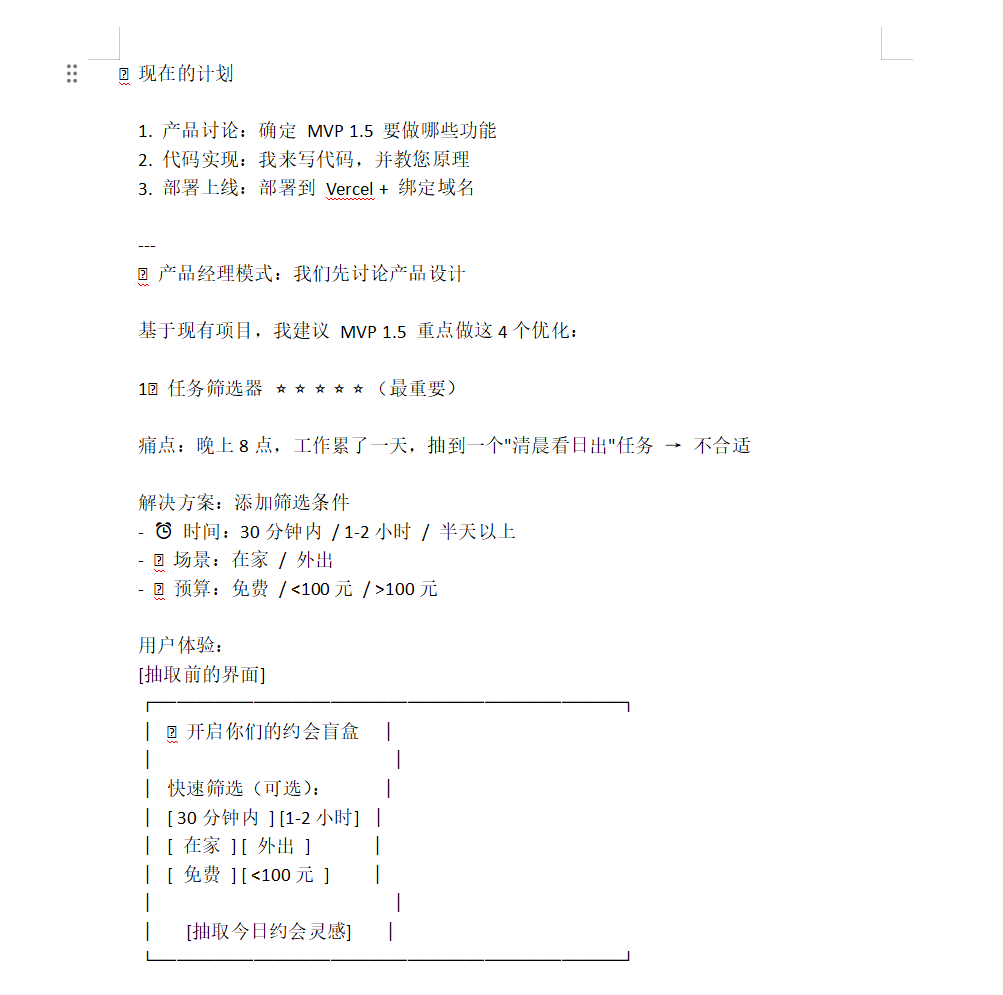 现在的计划
1. 产品讨论：确定 MVP 1.5 要做哪些功能
2. 代码实现：我来写代码，并教您原理
3. 部署上线：部署到 Vercel + 绑定域名
---
产品经理模式：我们先讨论产品设计
基于现有项目，我建议 MVP 1.5 重点做这 4 个优化：
1 任务筛选器 ⭐⭐⭐⭐⭐（最重要）
痛点：晚上 8 点，工作累了一天，抽到一个"清晨看日出"任务 → 不合适
解决方案：添加筛选条件
- ⏰ 时间：30 分钟内 / 1-2 小时 / 半天以上
- 场景：在家 / 外出
- 预算：免费 / <100 元 / >100 元
用户体验：
[抽取前的界面]
开启你们的约会盲盒
快速筛选（可选）：
[ 30 分钟内 ] [1-2 小时]
[ 在家 ] [ 外出 ]
[ 免费 ] [ <100 元 ]
[抽取今日约会灵感]